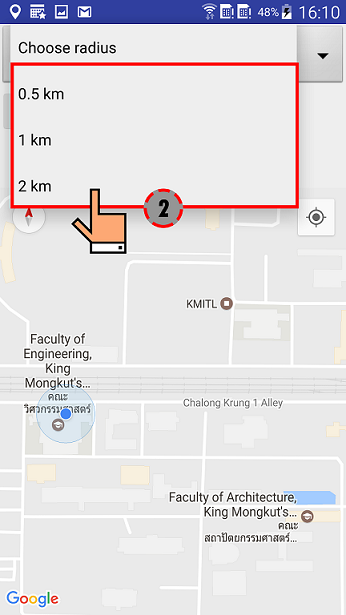 48% 16:10
Choose radius
0.5 km
1 km
2 km
2
KMITL
Faculty of
Engineering,
King
Mongkut's...
คณะ
วิศวกรรมศาสตร์
Chalong Krung 1 Alley
Faculty of Architecture,
King Mongkut's...
คณะ
สถาปัตยกรรมศาสตร์...
Google